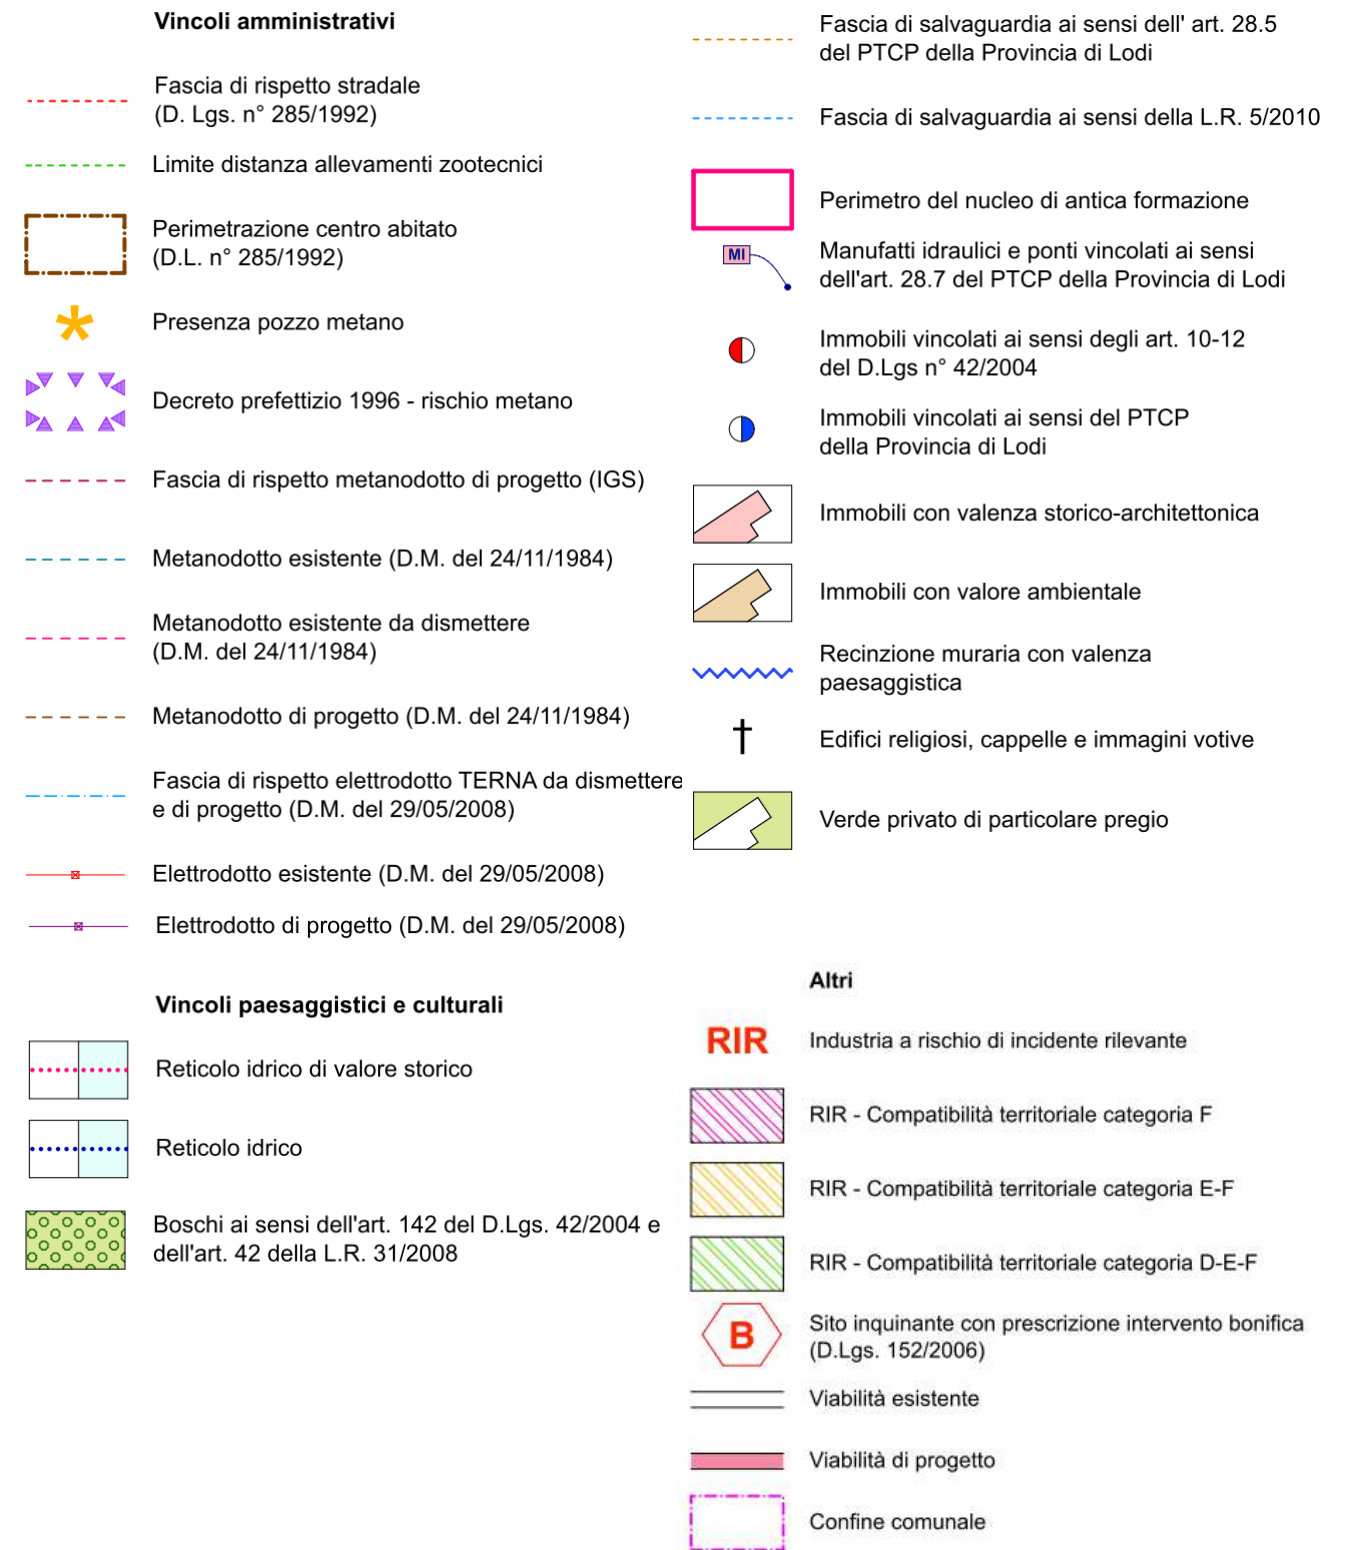 Vincoli amministrativi
Fascia di rispetto stradale
(D. Lgs. n° 285/1992)
Limite distanza allevamenti zootecnici
Perimetrazione centro abitato
(D.L. n° 285/1992)
Presenza pozzo metano
Decreto prefettizio 1996 - rischio metano
Fascia di rispetto metanodotto di progetto (IGS)
Metanodotto esistente (D.M. del 24/11/1984)
Metanodotto esistente da dismettere
(D.M. del 24/11/1984)
Metanodotto di progetto (D.M. del 24/11/1984)
Fascia di rispetto elettrodotto TERNA da dismettere
e di progetto (D.M. del 29/05/2008)
Elettrodotto esistente (D.M. del 29/05/2008)
Elettrodotto di progetto (D.M. del 29/05/2008)
Vincoli paesaggistici e culturali
Reticolo idrico di valore storico
Reticolo idrico
Boschi ai sensi dell'art. 142 del D.Lgs. 42/2004 e
dell'art. 42 della L.R. 31/2008
Fascia di salvaguardia ai sensi dell' art. 28.5
del PTCP della Provincia di Lodi
Fascia di salvaguardia ai sensi della L.R. 5/2010
Perimetro del nucleo di antica formazione
MI
Manufatti idraulici e ponti vincolati ai sensi
dell'art. 28.7 del PTCP della Provincia di Lodi
Immobili vincolati ai sensi degli art. 10-12
del D.Lgs n° 42/2004
Immobili vincolati ai sensi del PTCP
della Provincia di Lodi
Immobili con valenza storico-architettonica
Immobili con valore ambientale
Recinzione muraria con valenza
paesaggistica
Edifici religiosi, cappelle e immagini votive
Verde privato di particolare pregio
Altri
RIR
Industria a rischio di incidente rilevante
RIR - Compatibilità territoriale categoria F
RIR - Compatibilità territoriale categoria E-F
RIR - Compatibilità territoriale categoria D-E-F
B
Sito inquinante con prescrizione intervento bonifica
(D.Lgs. 152/2006)
Viabilità esistente
Viabilità di progetto
Confine comunale